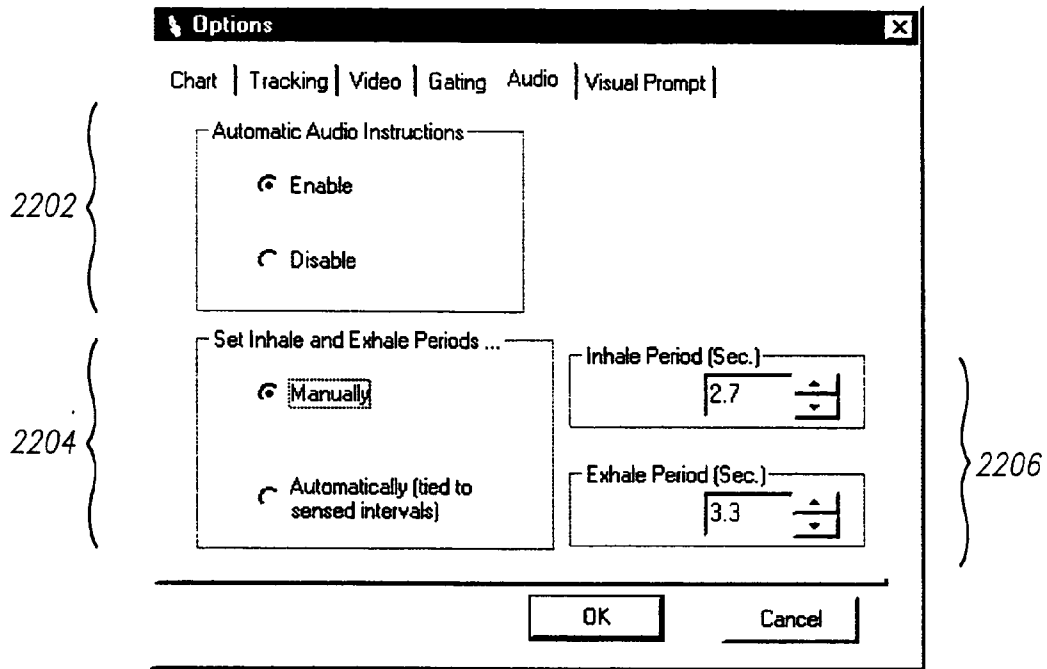 Options
Chart Tracking Video Gating Audio Visual Prompt
Automatic Audio Instructions
Enable
2202
Disable
Set Inhale and Exhale Periods ...
Manually
2204
Automatically (tied to
sensed intervals)
Inhale Period (Sec.)
2.7
Exhale Period (Sec.)
3.3
2206
OK Cancel